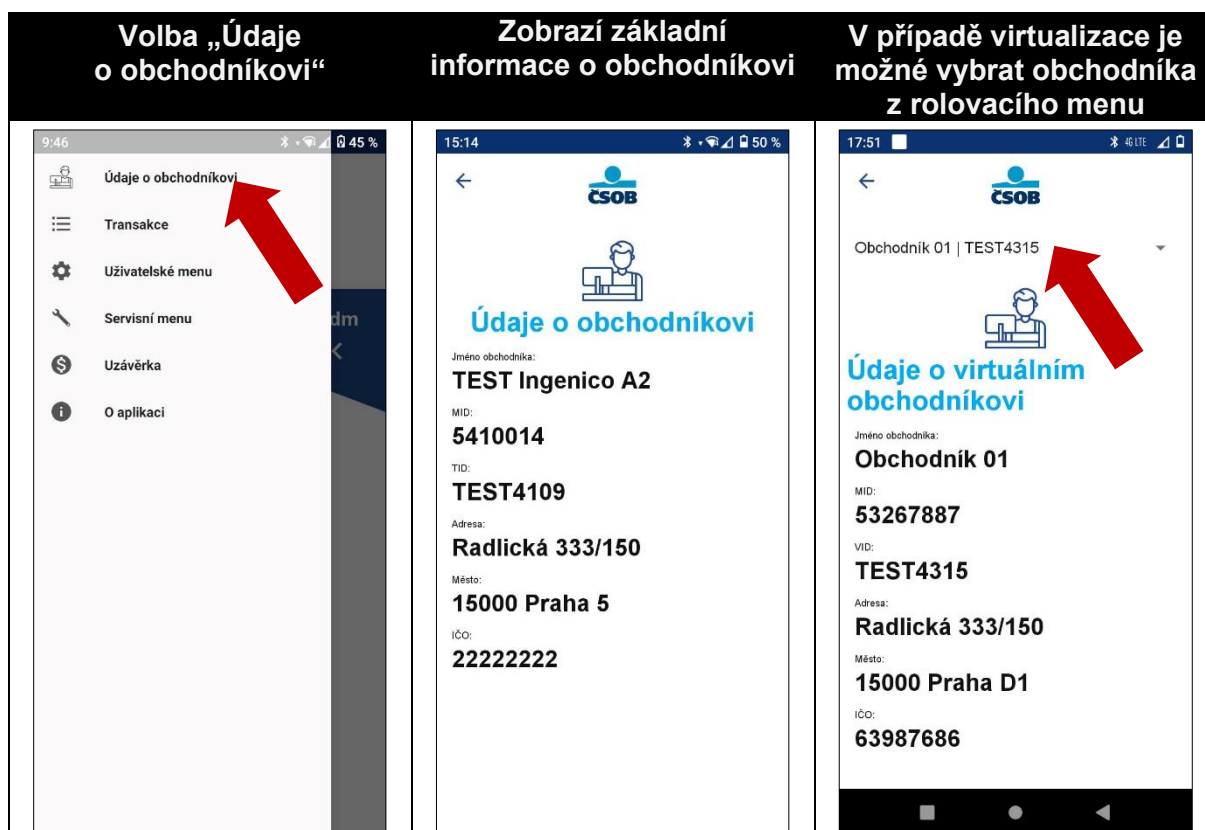 Volba „Údaje
o obchodníkovi“
Zobrazí základní
informace o obchodníkovi
V případě virtualizace je
možné vybrat obchodníka
z rolovacího menu
9:46
45 %
Údaje o obchodníkovi
Transakce
Uživatelské menu
Servisní menu
Uzávěrka
O aplikaci
dm
15:14
50 %
ČSOB
Údaje o obchodníkovi
Jméno obchodníka:
TEST Ingenico A2
MID:
5410014
TID:
TEST4109
Adresa:
Radlická 333/150
Město:
15000 Praha 5
IČO:
22222222
17:51
4G LTE
ČSOB
Obchodník 01 | TEST4315
Údaje o virtuálním
obchodníkovi
Jméno obchodníka:
Obchodník 01
MID:
53267887
VID:
TEST4315
Adresa:
Radlická 333/150
Město:
15000 Praha D1
IČO:
63987686